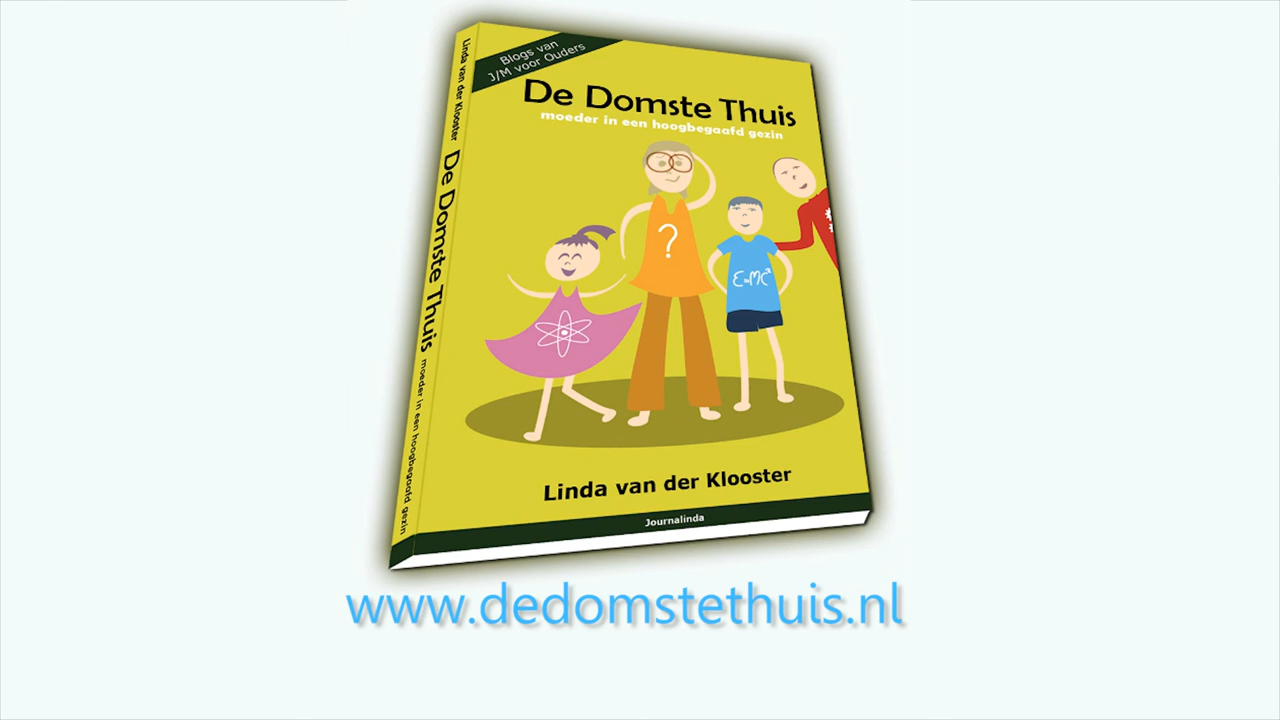 Blogs van
J/M voor Ouders
De Domste Thuis
moeder in een hoogbegaafd gezin
?
E=MC²
Linda van der Klooster
Journalinda
Linda van der Klooster De Domste Thuis moeder in een hoogbegaafd gezin
www.dedomstethuis.nl